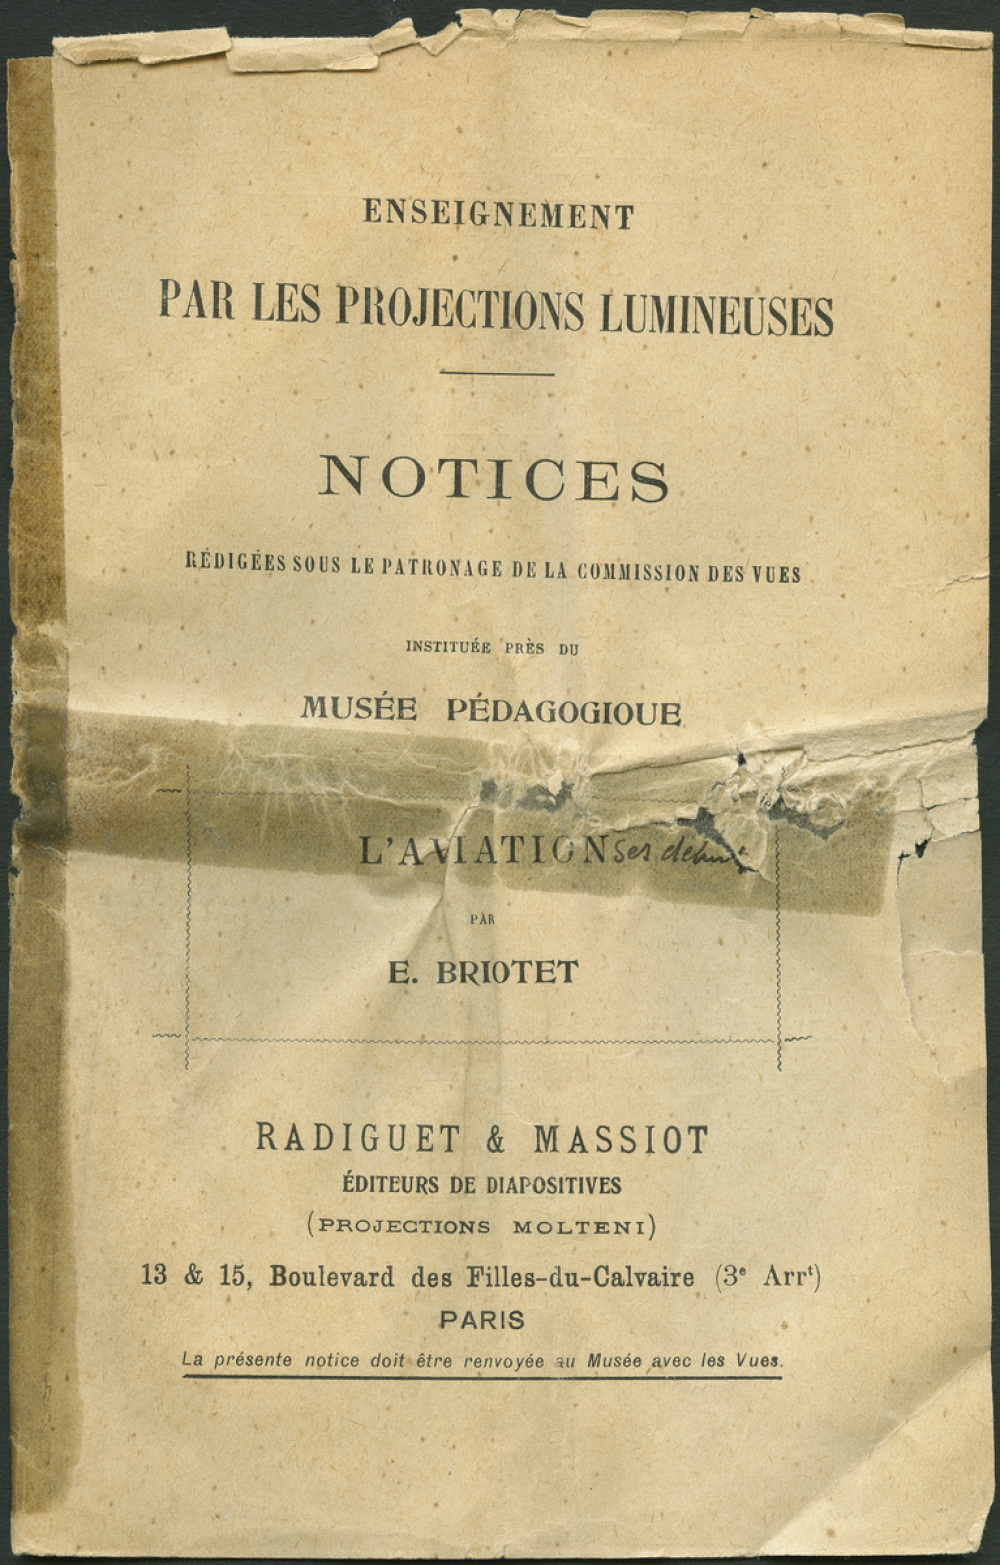 ENSEIGNEMENT
PAR LES PROJECTIONS LUMINEUSES
NOTICES
RÉDIGÉES SOUS LE PATRONAGE DE LA COMMISSION DES VUES
INSTITUÉE PRÈS DU
MUSÉE PÉDAGOGIQUE
L'AVIATION ses débuts
PAR
E. BRIOTET
RADIGUET & MASSIOT
ÉDITEURS DE DIAPOSITIVES
(PROJECTIONS MOLTENI)
13 & 15, Boulevard des Filles-du-Calvaire (3e Arrt)
PARIS
La présente notice doit être renvoyée au Musée avec les Vues.